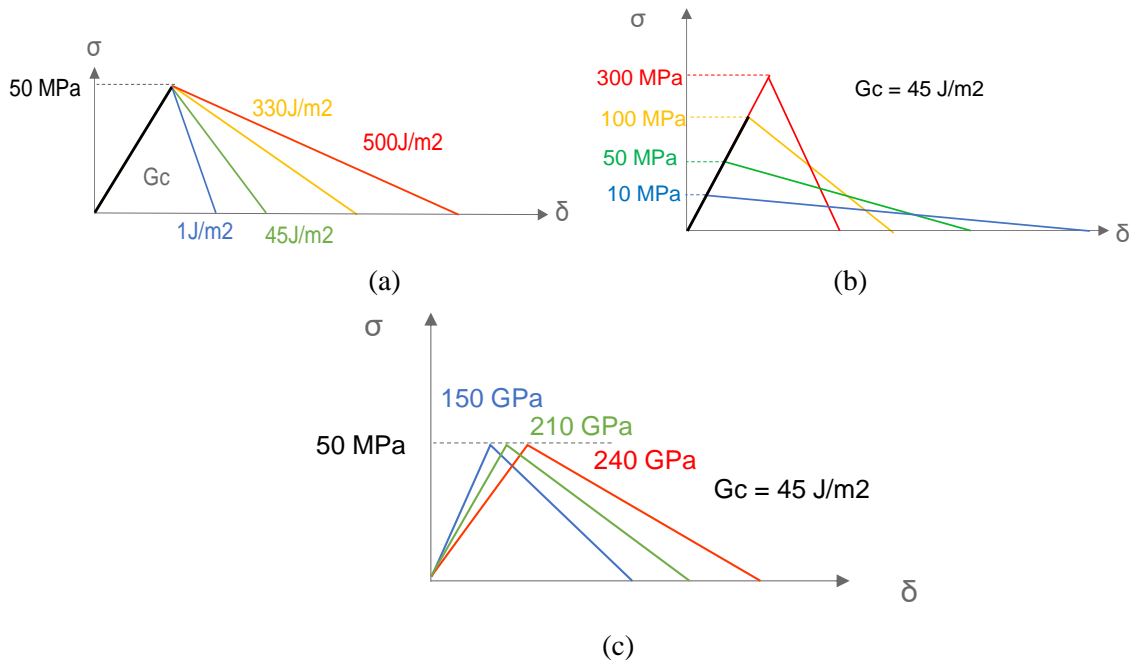 σ
50 MPa
330J/m2
500J/m2
Gc
δ
1J/m2
45J/m2
(a)
σ
300 MPa
Gc = 45 J/m2
100 MPa
50 MPa
10 MPa
δ
(b)
σ
150 GPa
210 GPa
50 MPa
240 GPa
Gc = 45 J/m2
δ
(c)